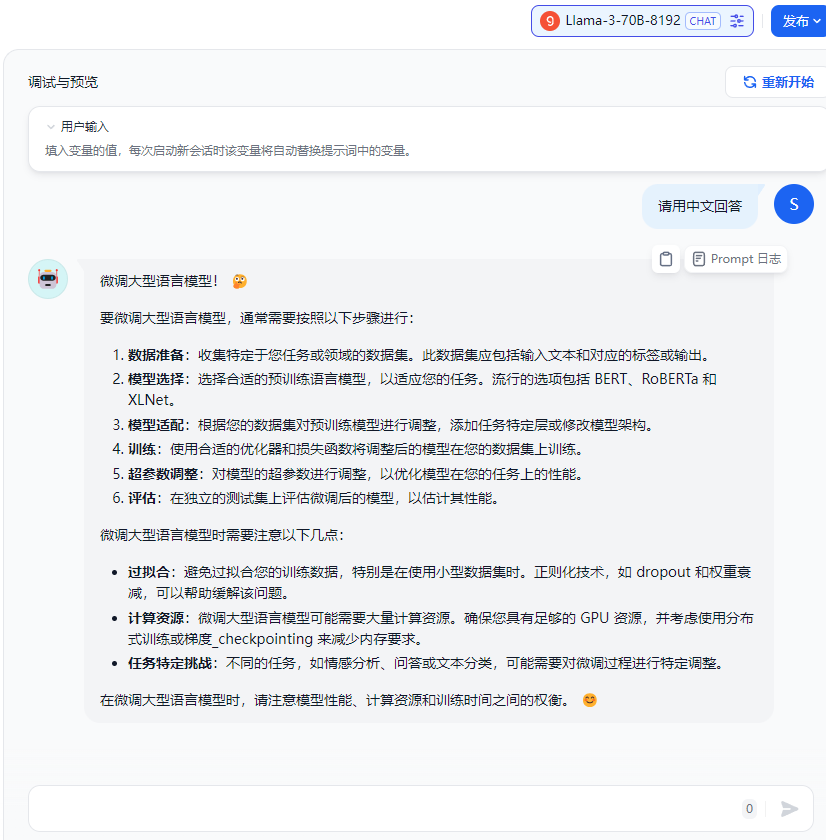 9 Llama-3-70B-8192 CHAT 发布
调试与预览 重新开始
用户输入
填入变量的值，每次启动新会话时该变量将自动替换提示词中的变量。
请用中文回答 S
Prompt 日志
微调大型语言模型！ 🤔
要微调大型语言模型，通常需要按照以下步骤进行：
1. 数据准备：收集特定于您任务或领域的数据集。此数据集应包括输入文本和对应的标签或输出。
2. 模型选择：选择合适的预训练语言模型，以适应您的任务。流行的选项包括 BERT、RoBERTa 和
XLNet。
3. 模型适配：根据您的数据集对预训练模型进行调整，添加任务特定层或修改模型架构。
4. 训练：使用合适的优化器和损失函数将调整后的模型在您的数据集上训练。
5. 超参数调整：对模型的超参数进行调整，以优化模型在您的任务上的性能。
6. 评估：在独立的测试集上评估微调后的模型，以估计其性能。
微调大型语言模型时需要注意以下几点：
• 过拟合：避免过拟合您的训练数据，特别是在使用小型数据集时。正则化技术，如 dropout 和权重衰
减，可以帮助缓解该问题。
• 计算资源：微调大型语言模型可能需要大量计算资源。确保您具有足够的 GPU 资源，并考虑使用分布
式训练或梯度_checkpointing 来减少内存要求。
• 任务特定挑战：不同的任务，如情感分析、问答或文本分类，可能需要对微调过程进行特定调整。
在微调大型语言模型时，请注意模型性能、计算资源和训练时间之间的权衡。 😊
0